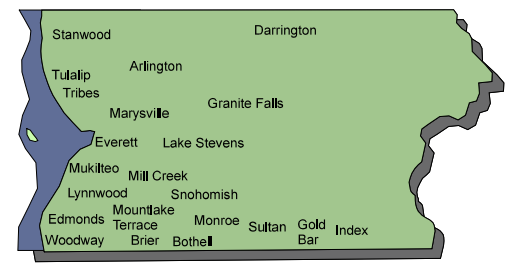 Stanwood
Darrington
Arlington
Tulalip
Tribes
Granite Falls
Marysville
Everett
Lake Stevens
Mukilteo
Mill Creek
Lynnwood
Snohomish
Mountlake
Terrace
Edmonds
Monroe
Sultan
Gold
Bar
Index
Woodway
Brier
Bothell